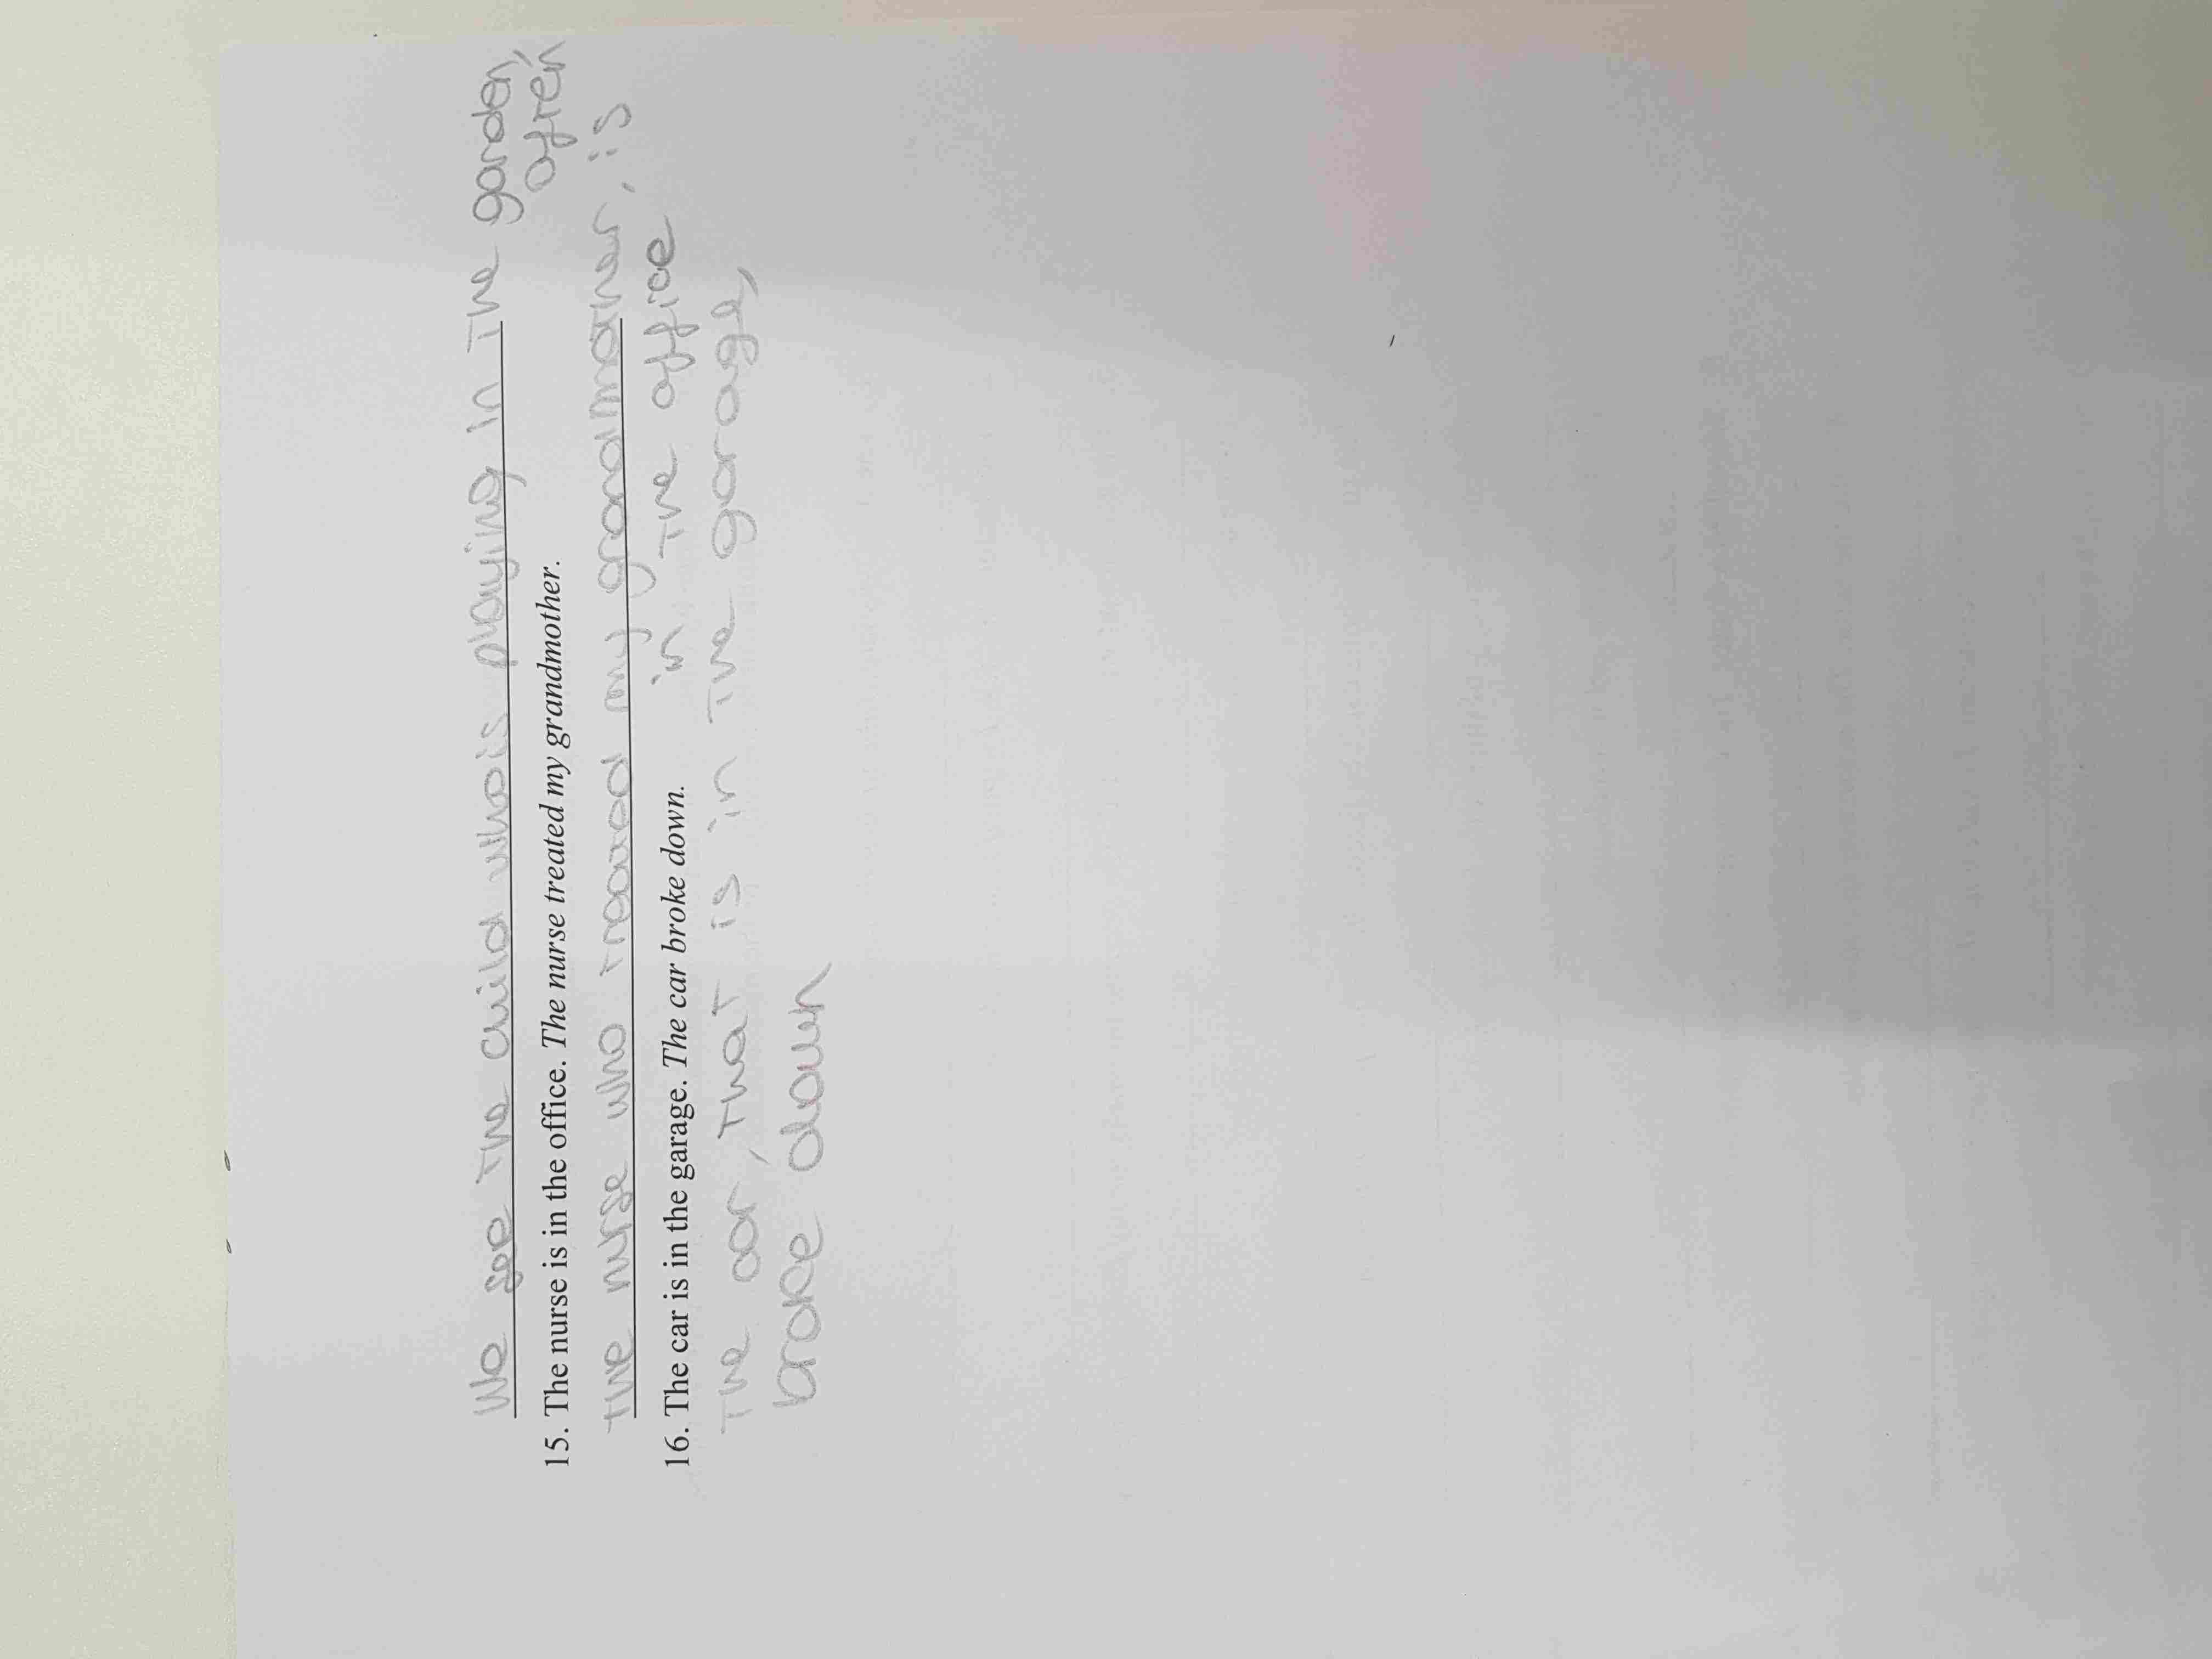 We see the child who is playing in the garden,
often
15. The nurse is in the office. The nurse treated my grandmother.
the nurse who treated my grandmother, is
in the office
16. The car is in the garage. The car broke down.
The car, that is in the garage,
broke down